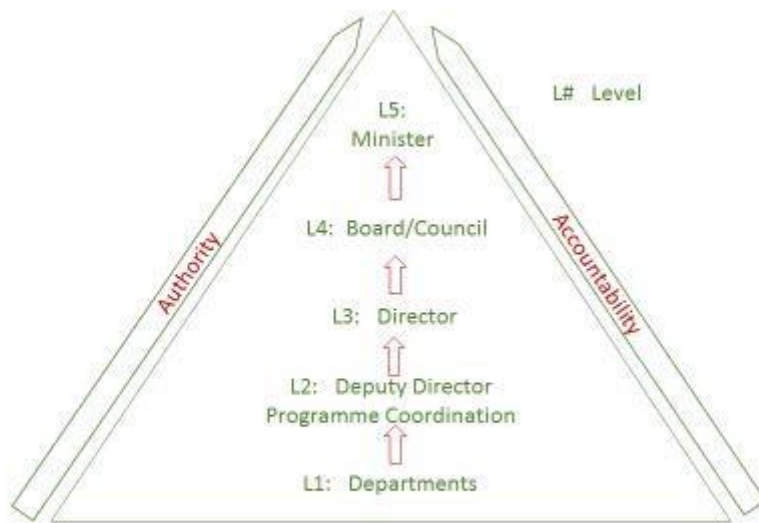 L# Level
L5:
Minister
L4: Board/Council
Authority
Accountability
L3: Director
L2: Deputy Director
Programme Coordination
L1: Departments